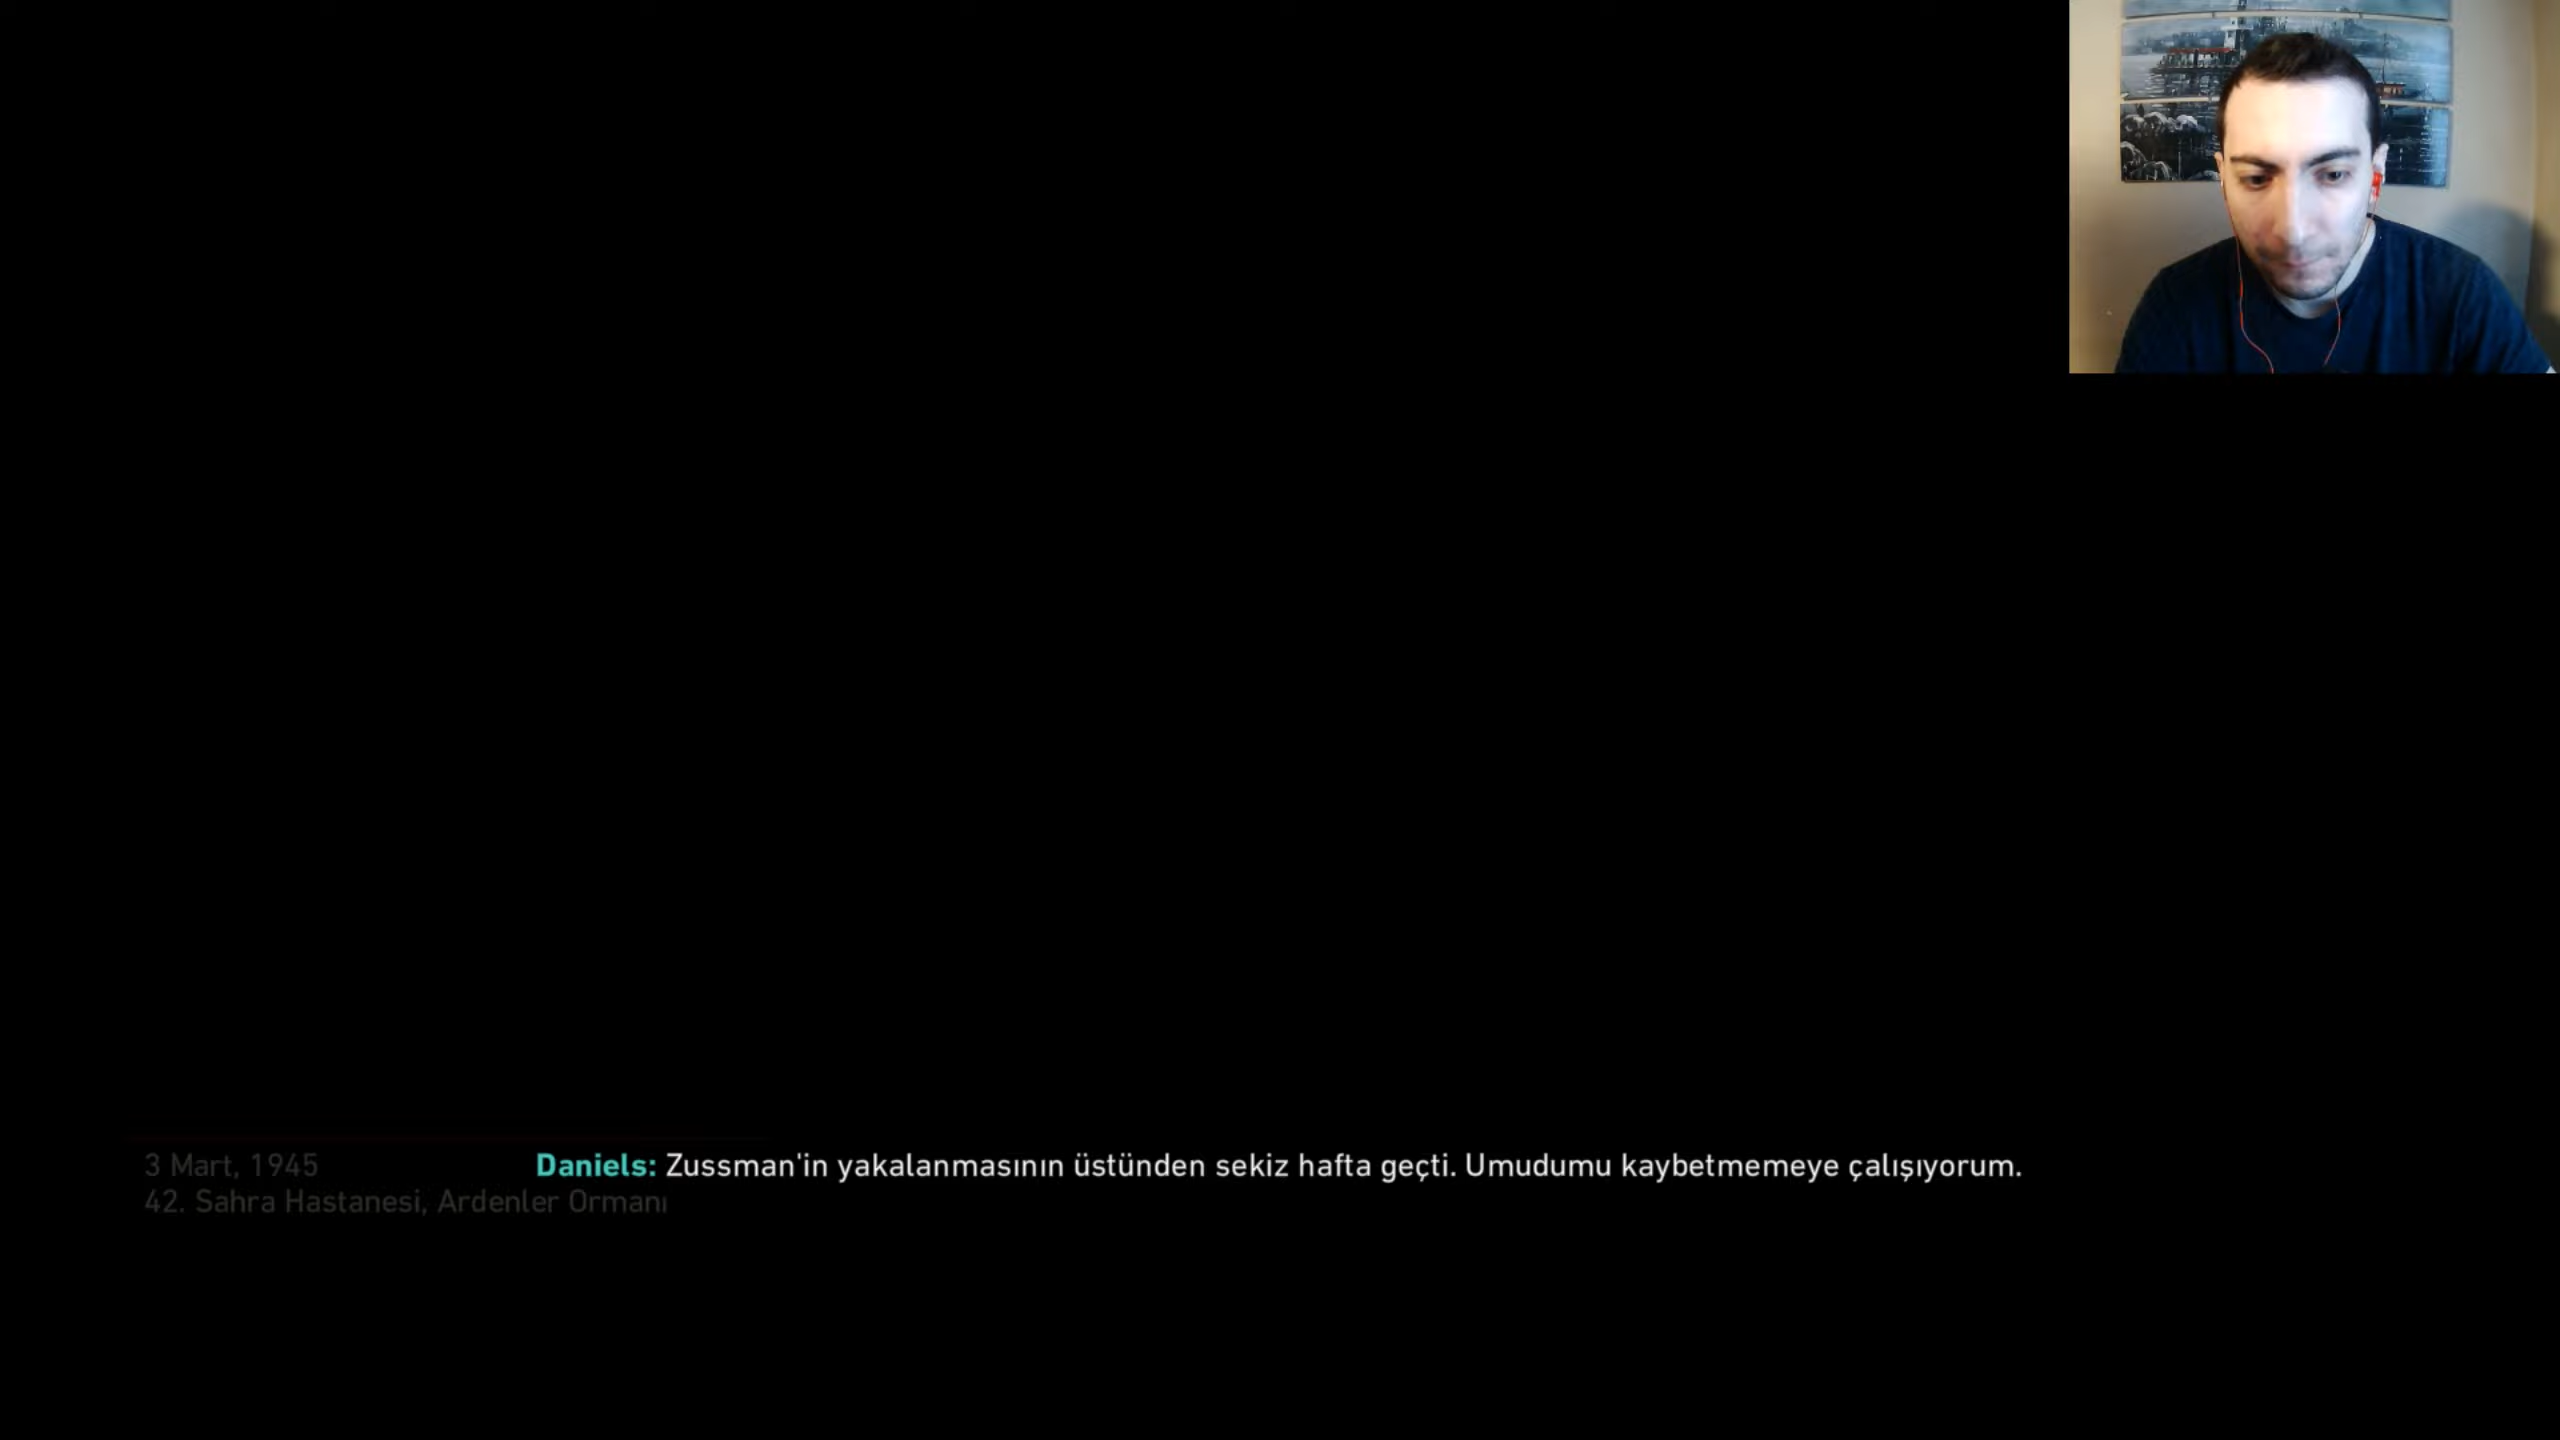 3 Mart, 1945
Daniels: Zussman'in yakalanmasının üstünden sekiz hafta geçti. Umudumu kaybetmemeye çalışıyorum.
42. Sahra Hastanesi, Ardenler Ormanı